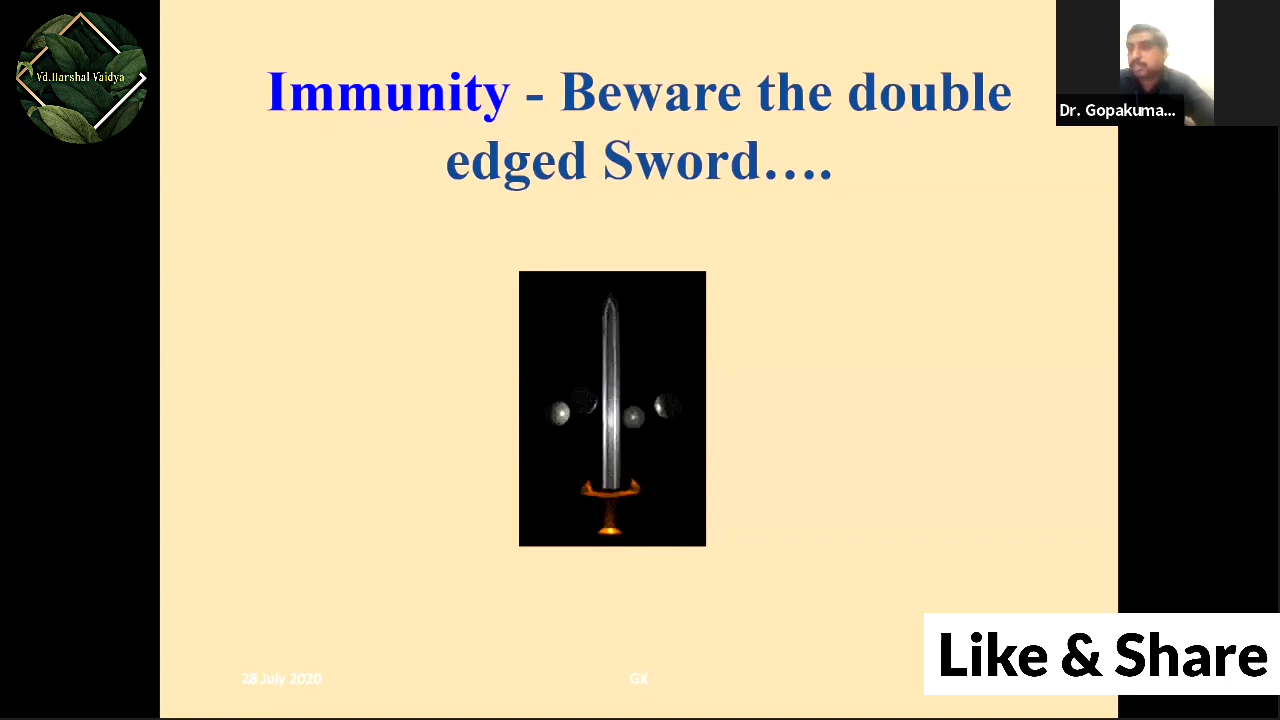 Vd.Harshal Vaidya
Immunity - Beware the double
edged Sword....
Dr. Gopakuma...
28 July 2020
GK
Like & Share